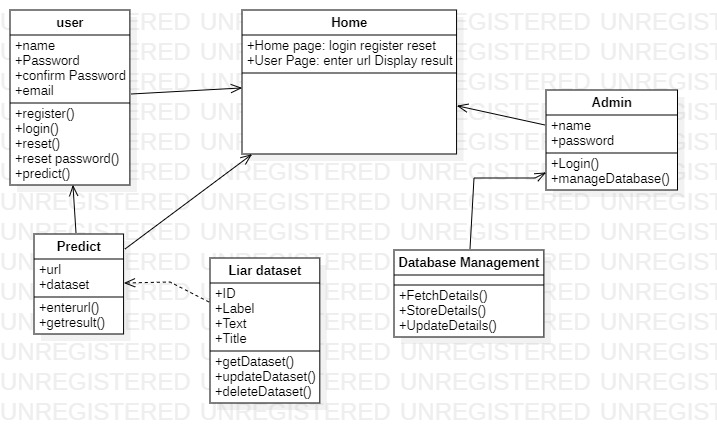 user
+name
+Password
+confirm Password
+email
+register()
+login()
+reset()
+reset password()
+predict()
Home
+Home page: login register reset
+User Page: enter url Display result
Admin
+name
+password
+Login()
+manageDatabase()
Predict
+url
+dataset
+enterurl()
+getresult()
Liar dataset
+ID
+Label
+Text
+Title
+getDataset()
+updateDataset()
+deleteDataset()
Database Management
+FetchDetails()
+StoreDetails()
+UpdateDetails()
UNREGISTERED